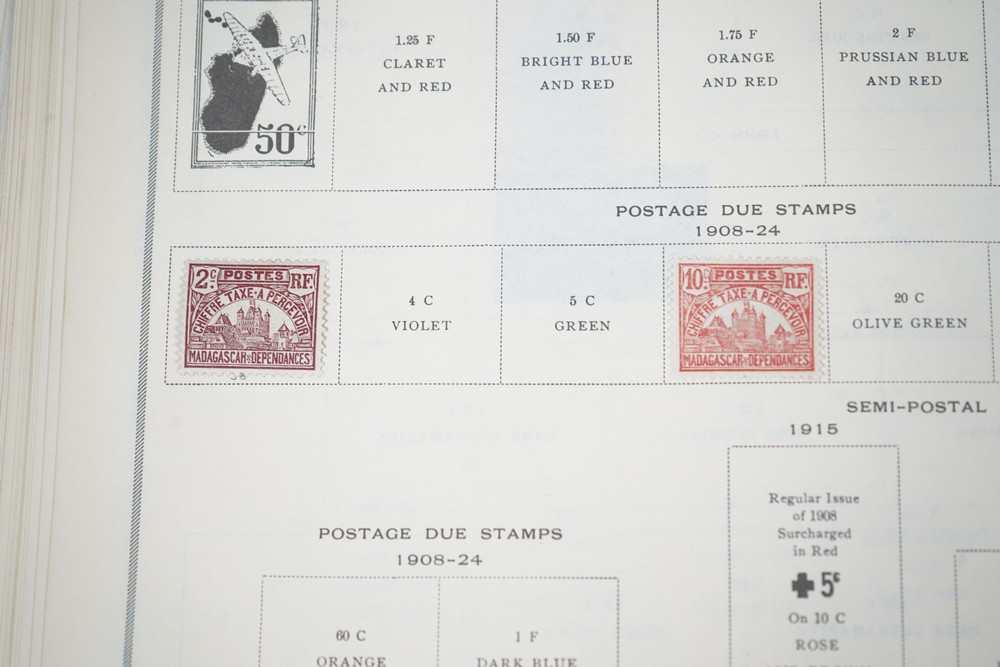 50c
1.25 F
CLARET
AND RED
1.50 F
BRIGHT BLUE
AND RED
1.75 F
ORANGE
AND RED
2 F
PRUSSIAN BLUE
AND RED
POSTAGE DUE STAMPS
1908-24
2c. POSTES RF.
CHIFFRE TAXE·A PERCEVOIR
MADAGASCAR ET DEPENDANCES
4 C
VIOLET
5 C
GREEN
10c. POSTES RF.
CHIFFRE TAXE·A PERCEVOIR
MADAGASCAR ET DEPENDANCES
20 C
OLIVE GREEN
SEMI-POSTAL
1915
Regular Issue
of 1908
Surcharged
in Red
✚ 5c
On 10 C
ROSE
POSTAGE DUE STAMPS
1908-24
60 C
ORANGE
1 F
DARK BLUE